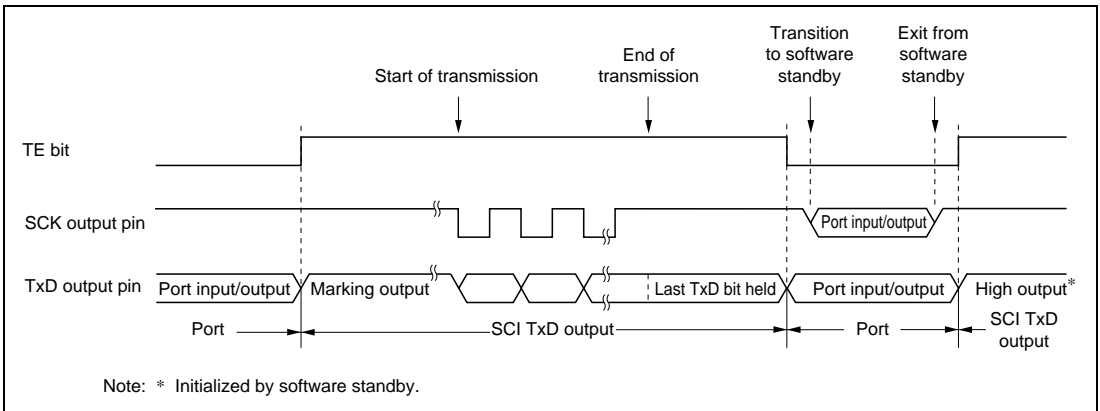 Start of transmission
End of
transmission
Transition
to software
standby
Exit from
software
standby
TE bit
SCK output pin
Port input/output
TxD output pin
Port input/output
Marking output
Last TxD bit held
Port input/output
High output*
Port
SCI TxD output
Port
SCI TxD
output
Note: * Initialized by software standby.